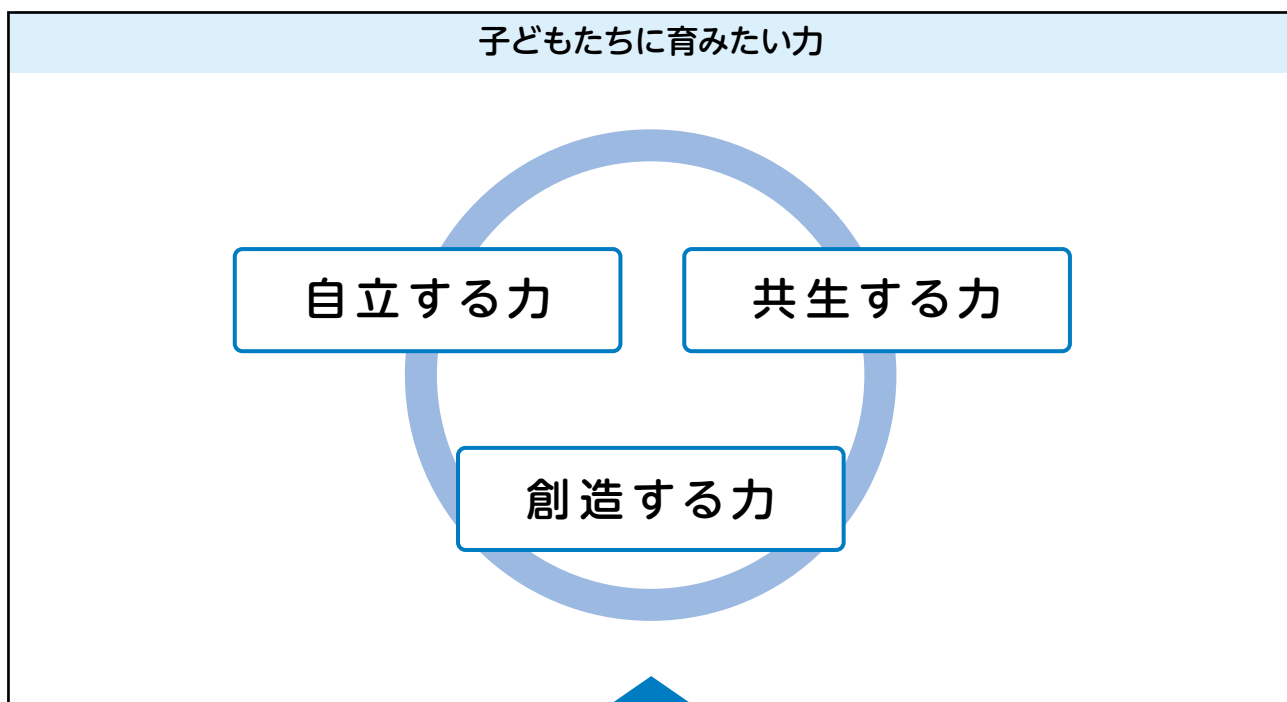 子どもたちに育みたい力
自立する力
共生する力
創造する力